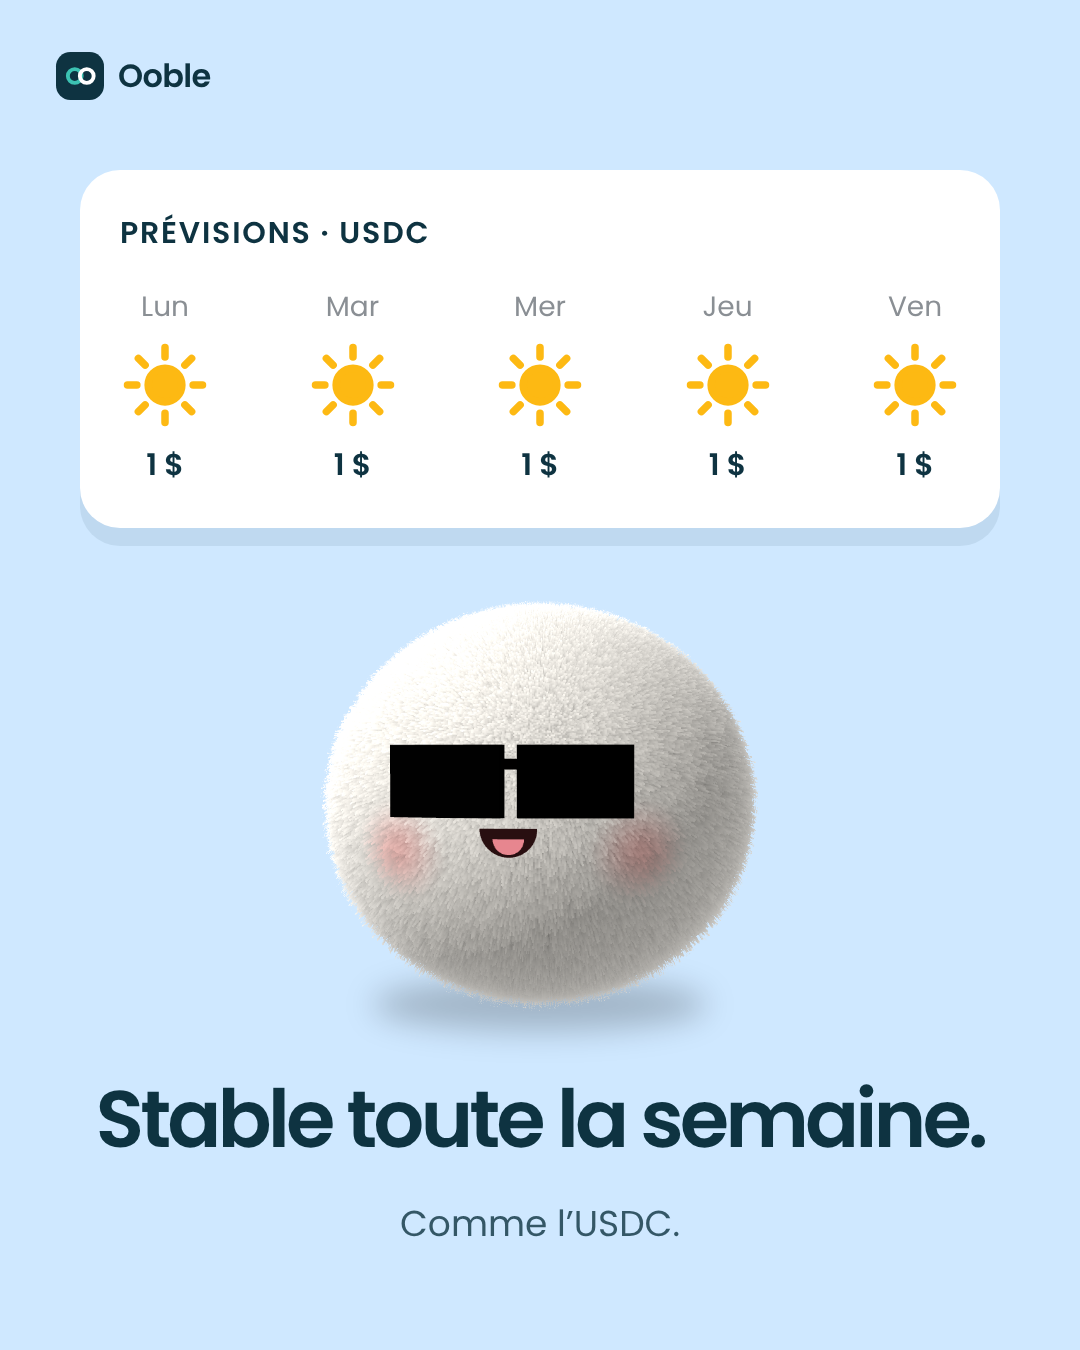 Ooble
PRÉVISIONS · USDC
Lun Mar Mer Jeu Ven
1 $ 1 $ 1 $ 1 $ 1 $
Stable toute la semaine.
Comme l’USDC.